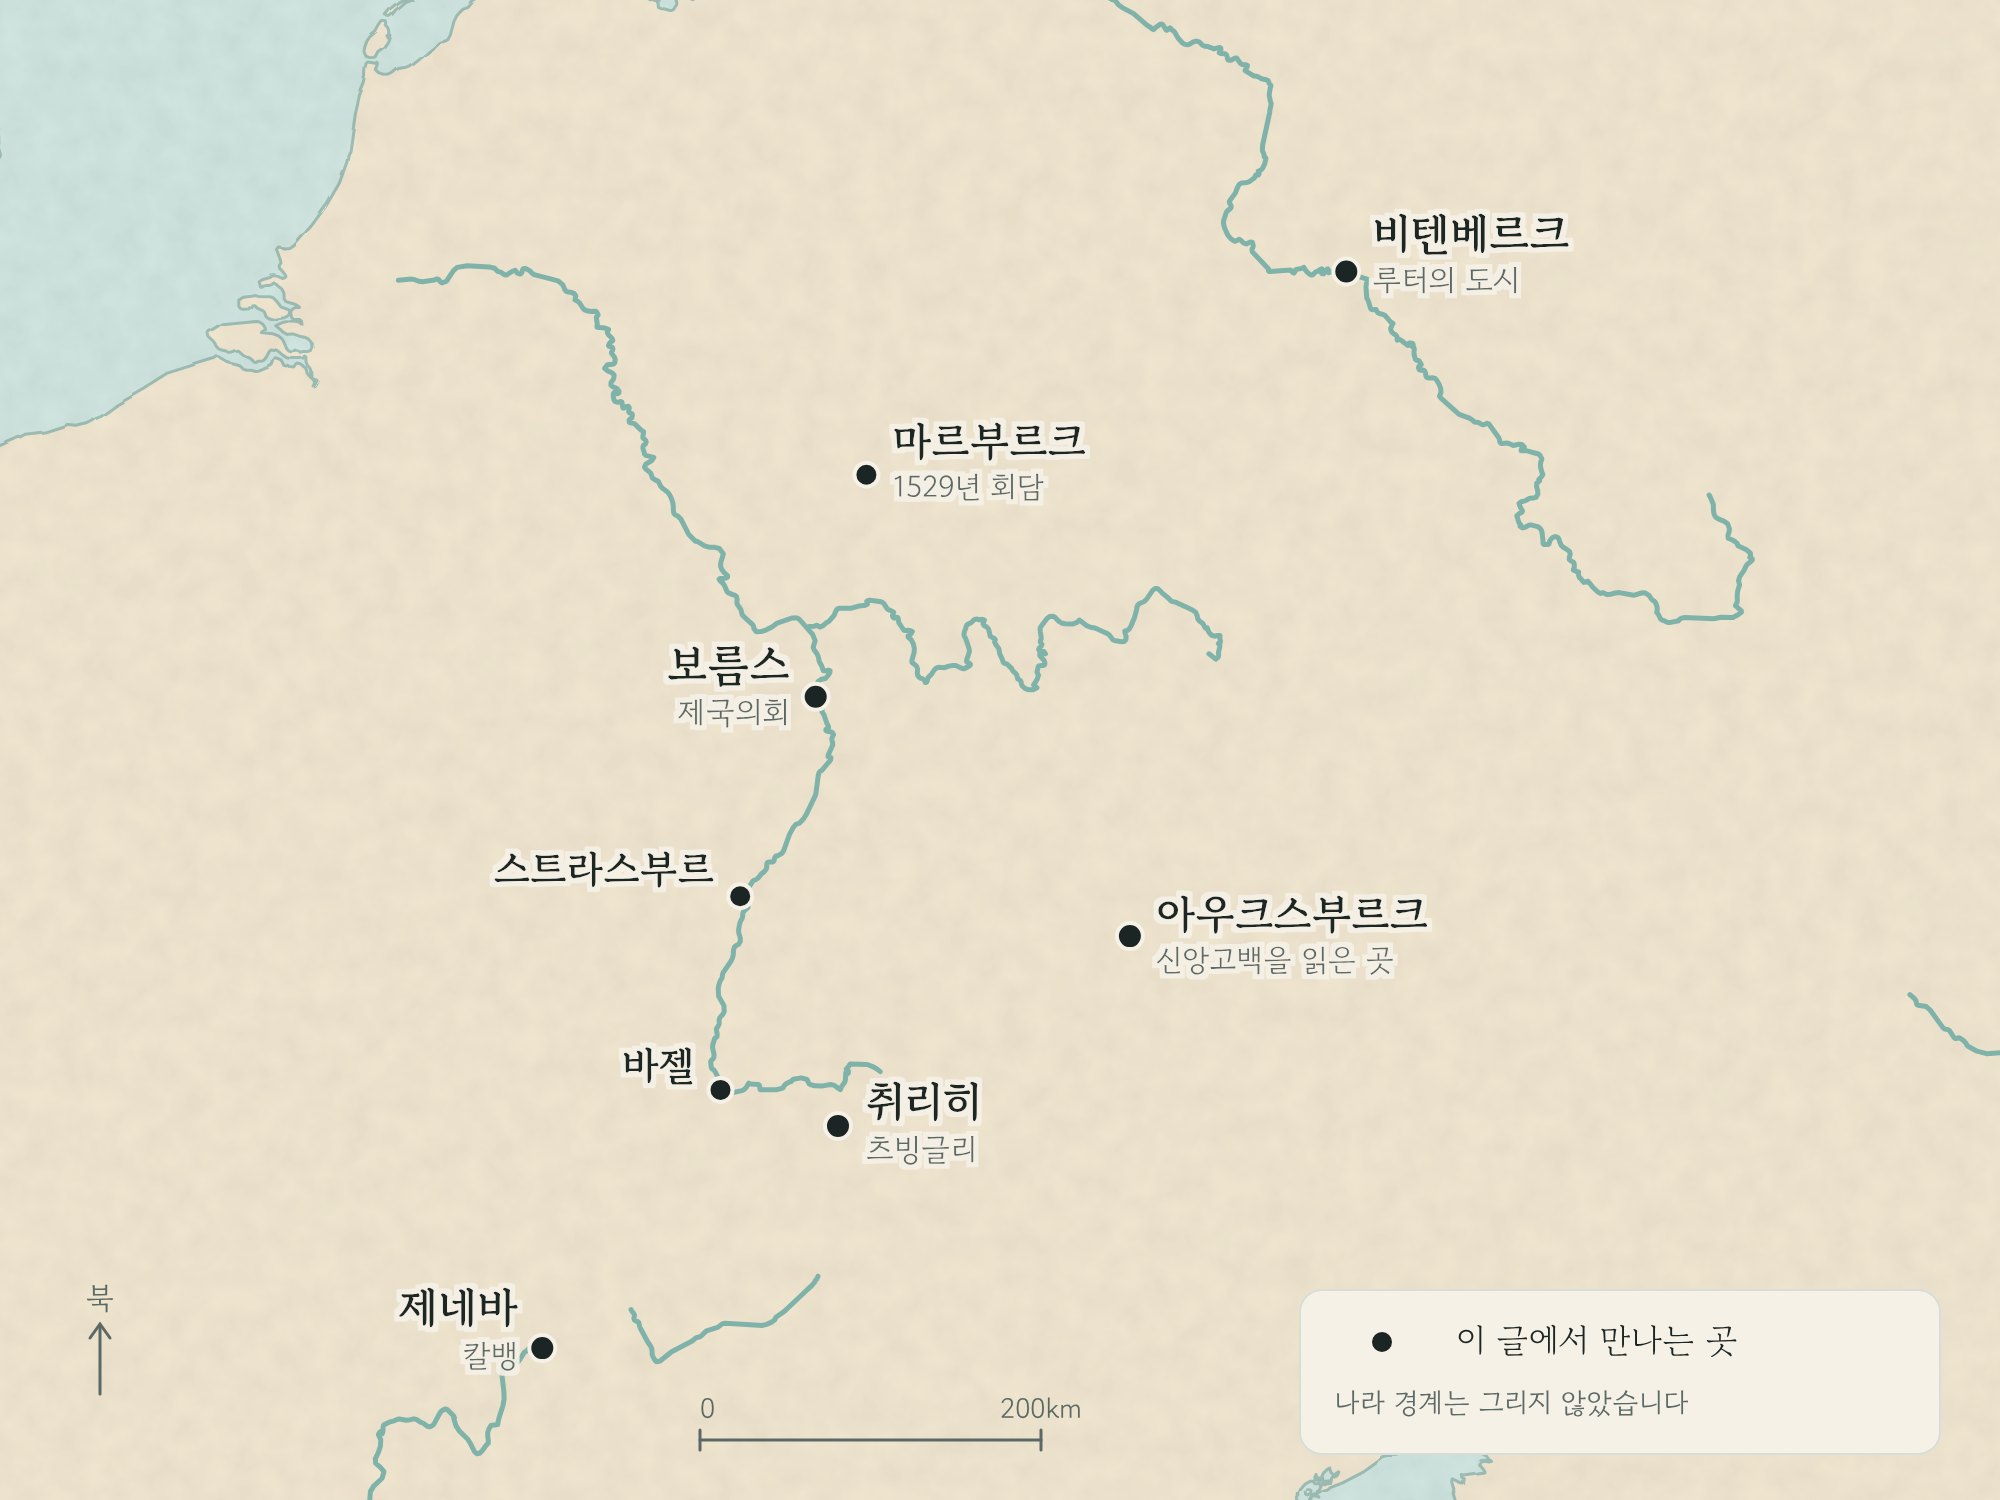 비텐베르크
루터의 도시
마르부르크
1529년 회담
보름스
제국의회
스트라스부르
아우크스부르크
신앙고백을 읽은 곳
바젤
취리히
츠빙글리
제네바
칼뱅
북
0
200km
이 글에서 만나는 곳
나라 경계는 그리지 않았습니다